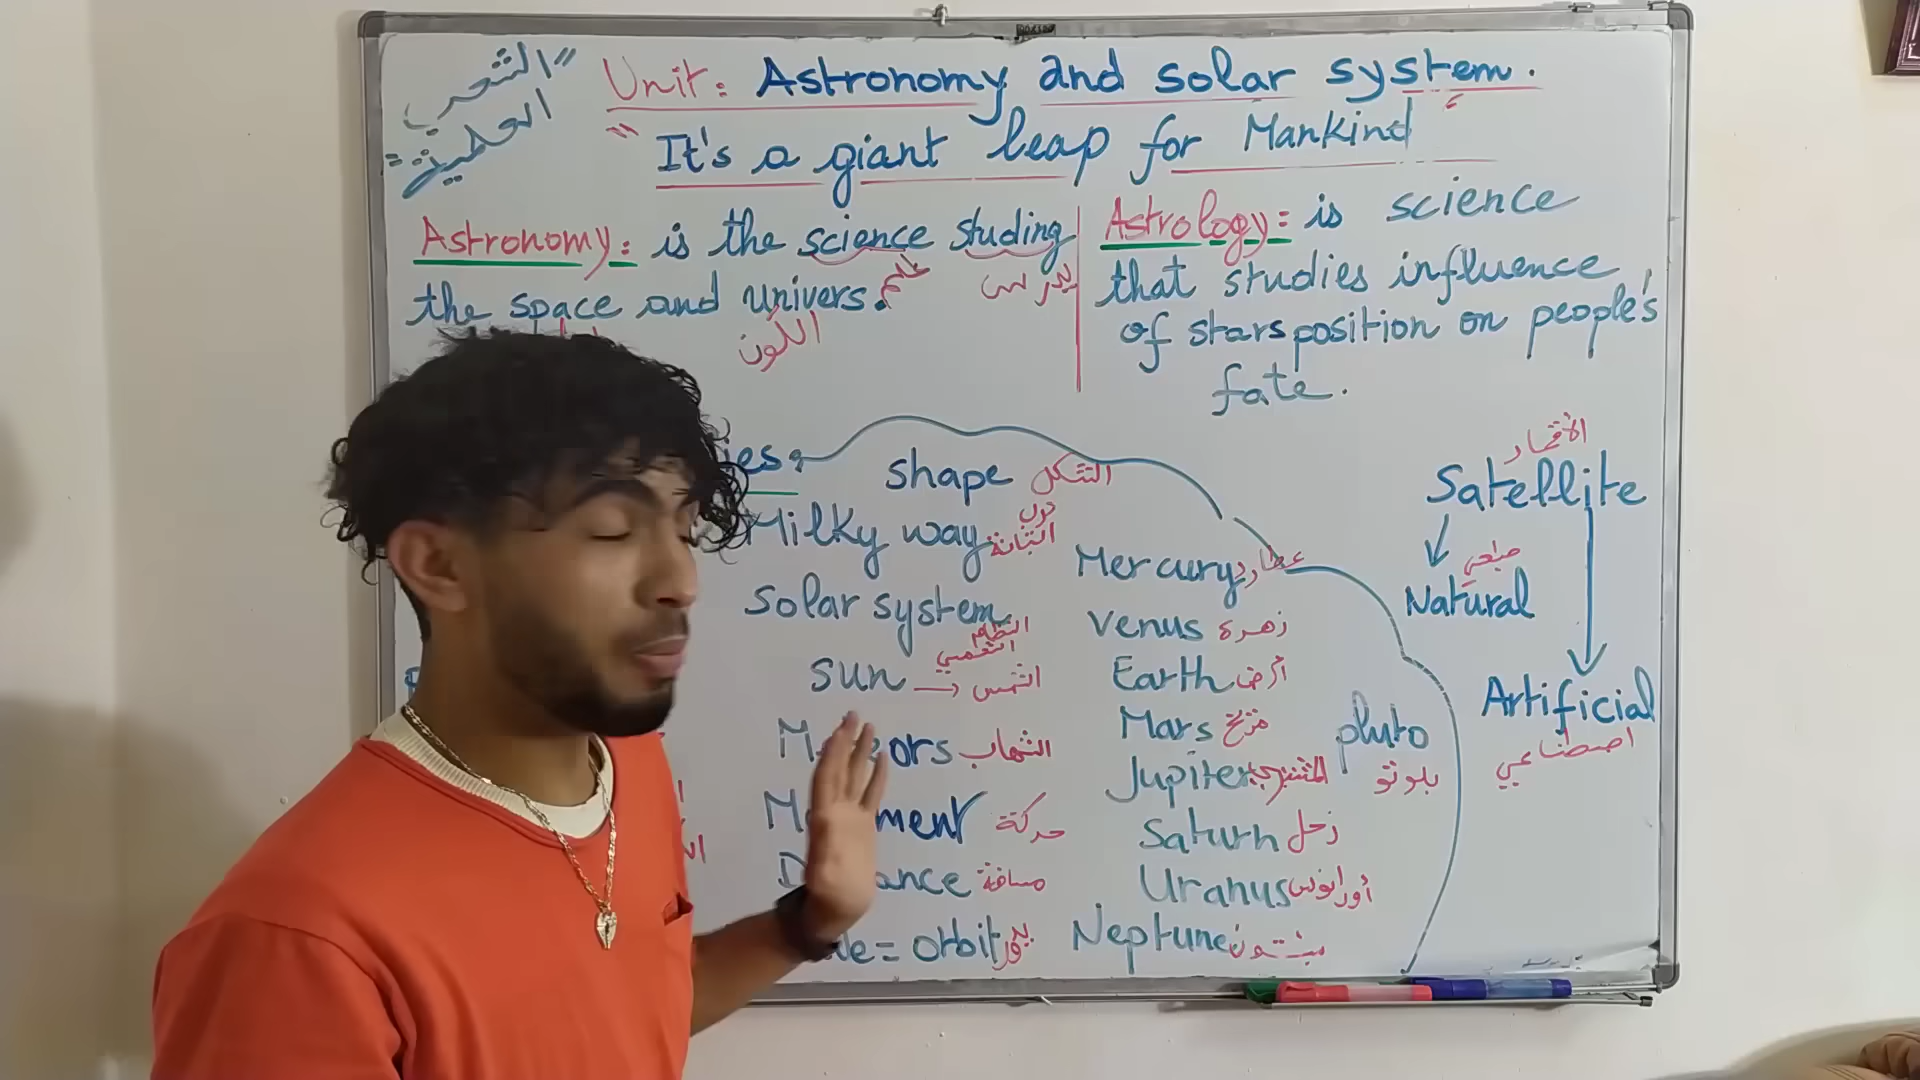 "الشعب العلمية"
Unit: Astronomy and solar system.
"It's a giant leap for Mankind"
Astronomy: is the science studing
علم
يدرس
the space and univers.
الكون
Astrology: is science
that studies influence
of stars position on people's
fate.
shape الشكل
Milky way درب التبانة
Solar system النظام الشمسي
sun → الشمس
الشهاب
حركة
مسافة
= orbit يدور
Mercury عطارد
Venus زهرة
Earth أرض
Mars مريخ
Jupiter المشتري
Saturn زحل
Uranus أورانوس
Neptune
pluto
بلوتو
الأقمار
Satellite
طبيعي
Natural
Artificial
اصطناعي